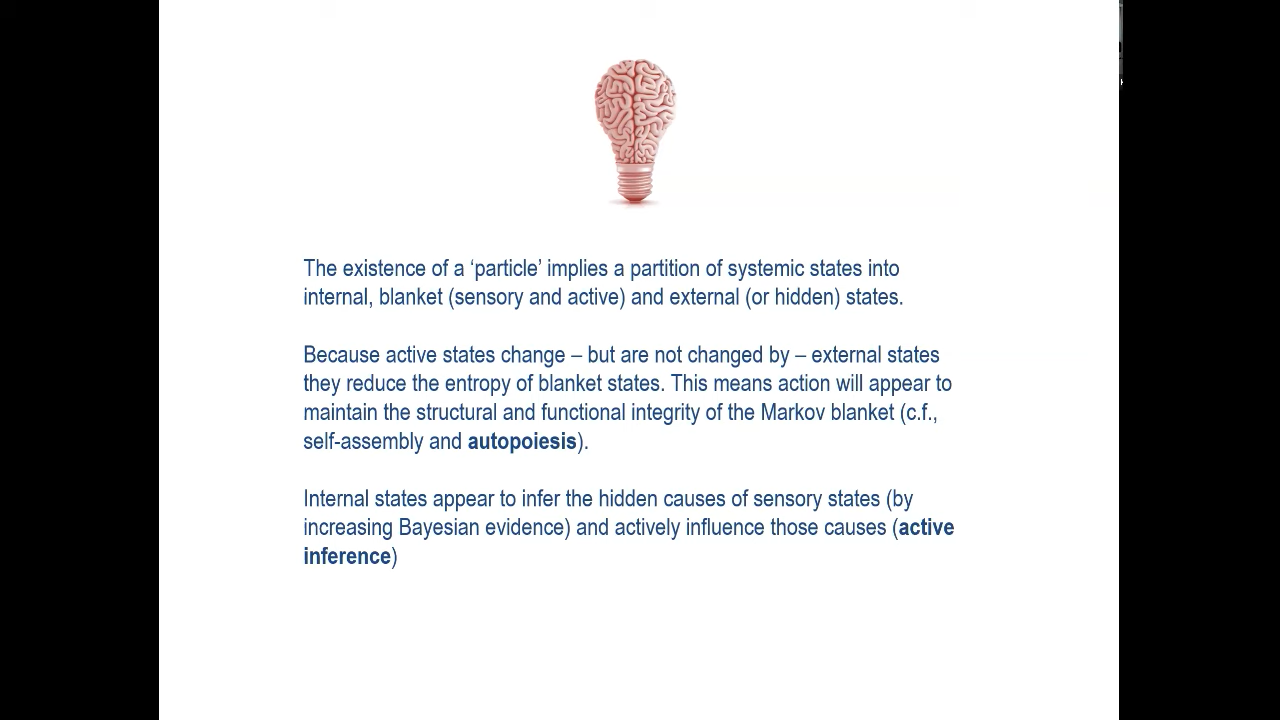 The existence of a ‘particle’ implies a partition of systemic states into
internal, blanket (sensory and active) and external (or hidden) states.
Because active states change – but are not changed by – external states
they reduce the entropy of blanket states. This means action will appear to
maintain the structural and functional integrity of the Markov blanket (c.f.,
self-assembly and autopoiesis).
Internal states appear to infer the hidden causes of sensory states (by
increasing Bayesian evidence) and actively influence those causes (active
inference)